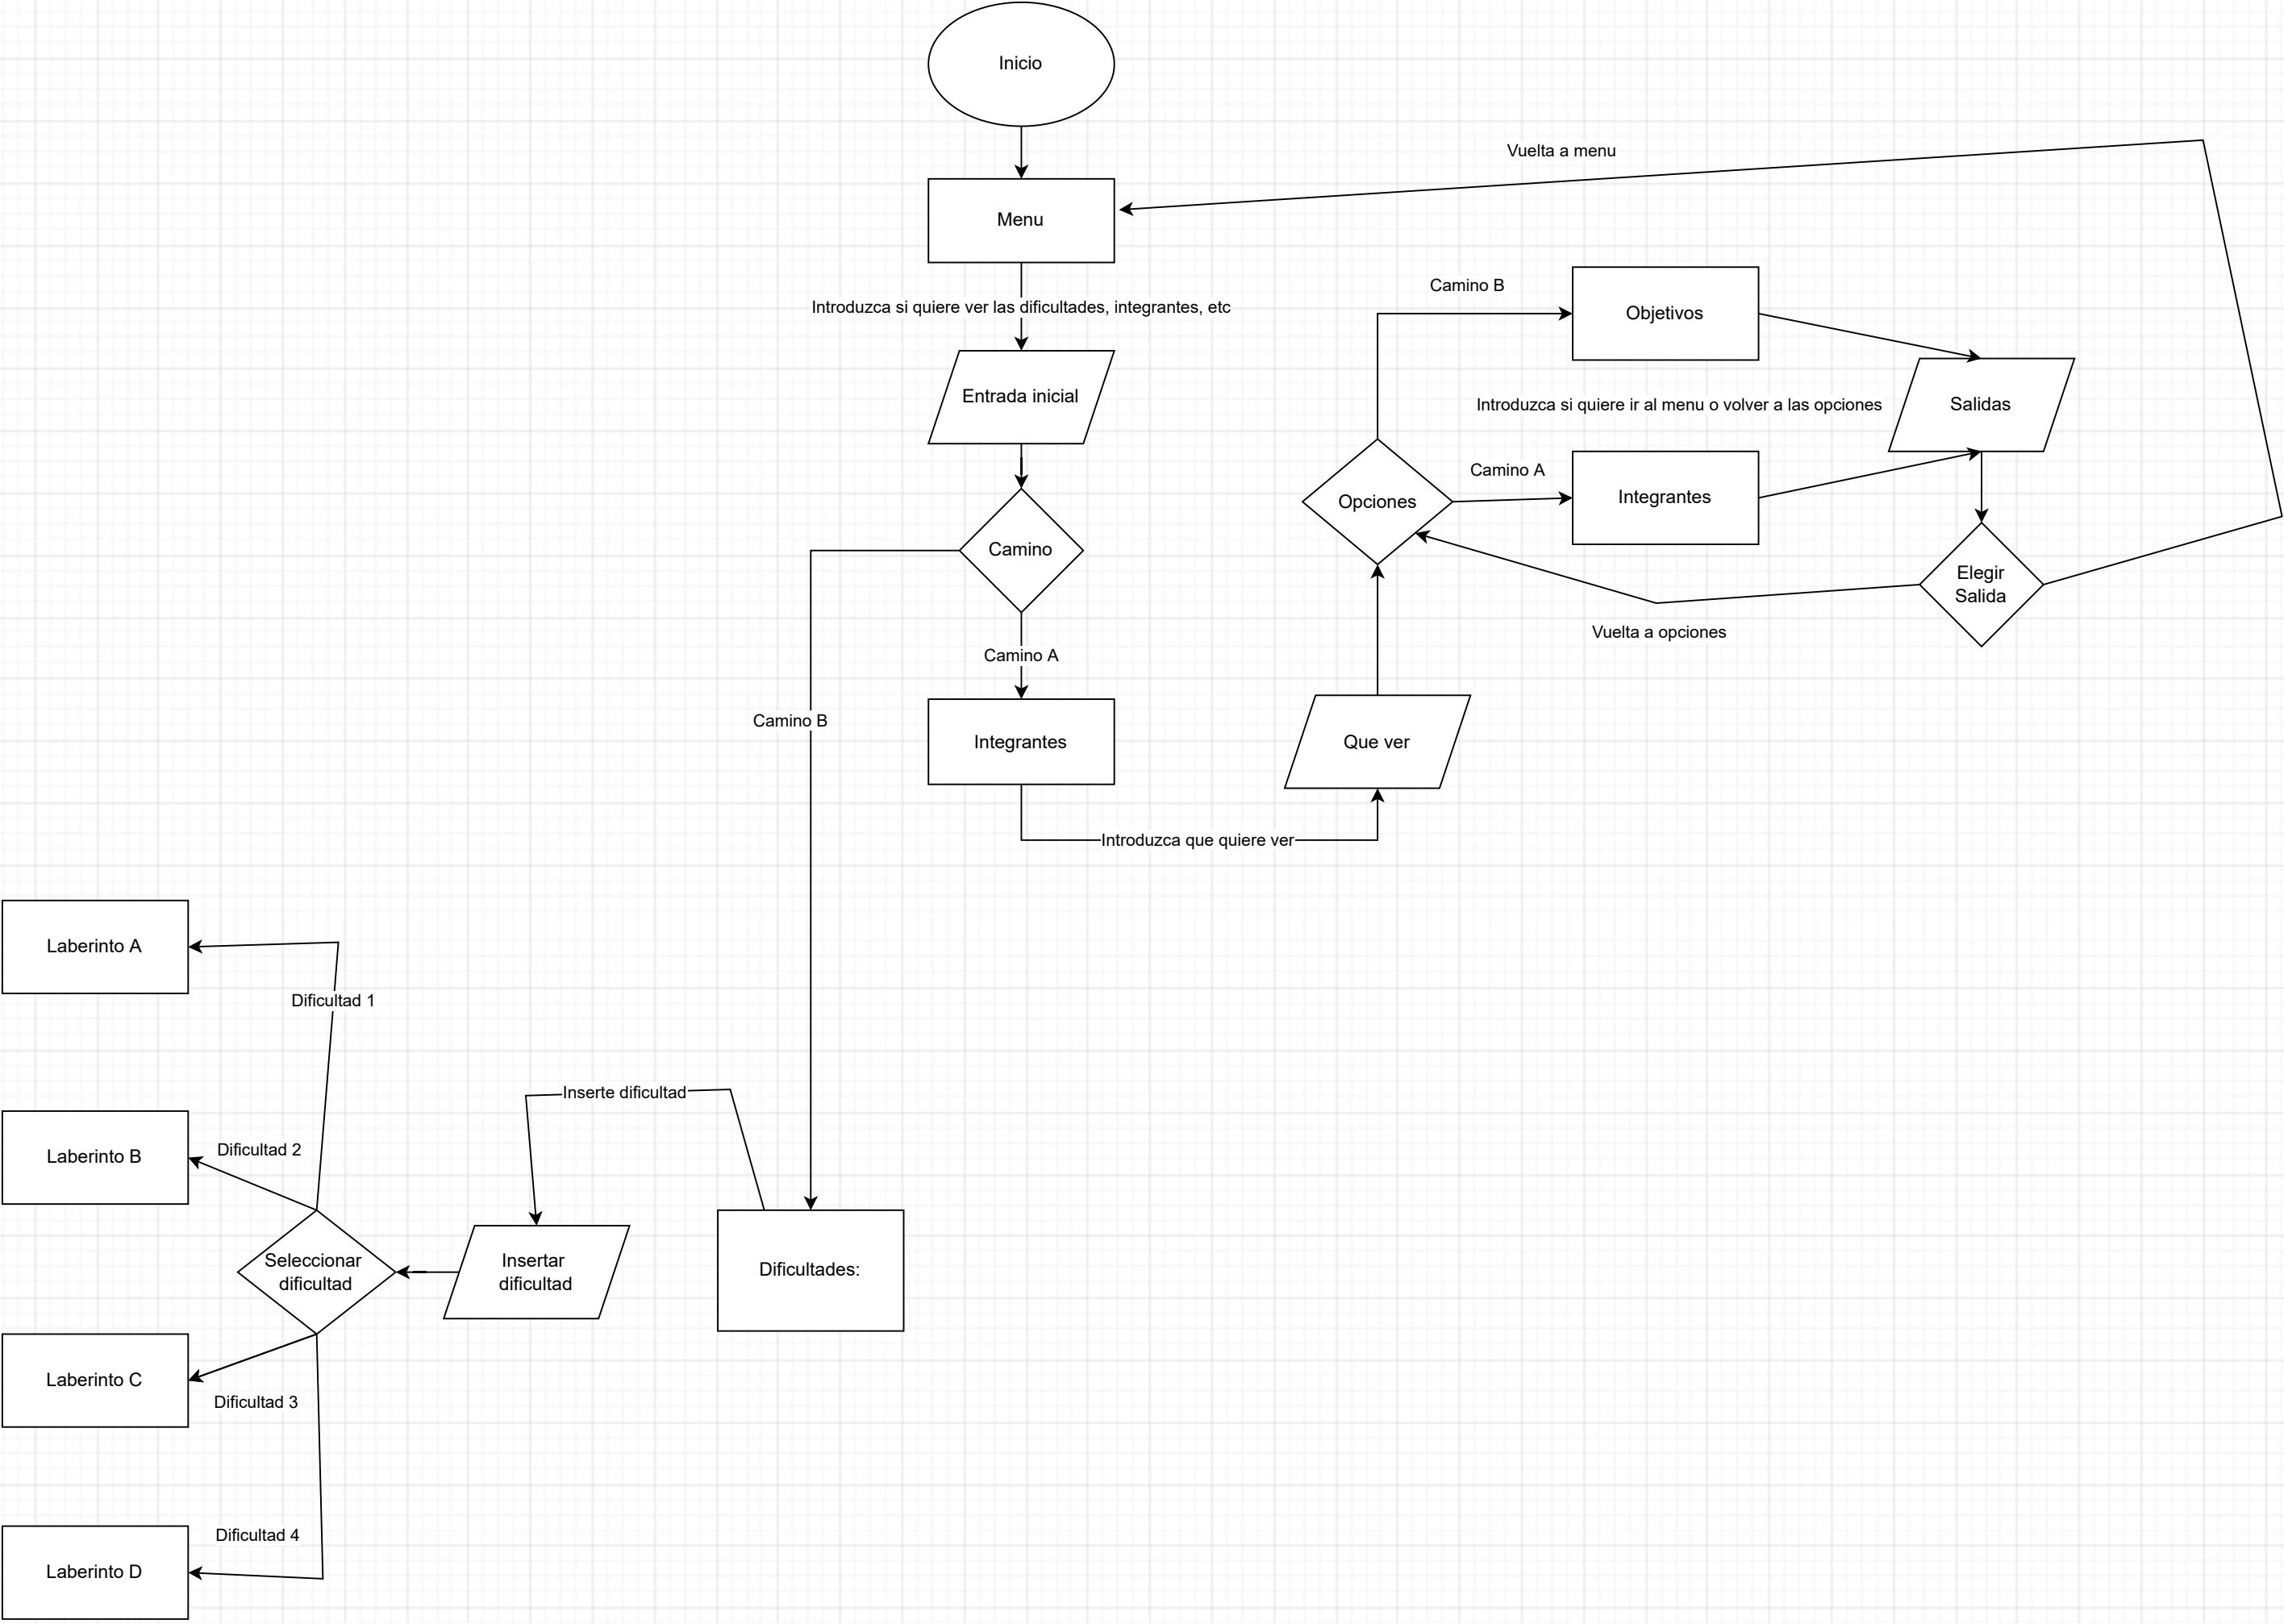 Inicio
Vuelta a menu
Menu
Camino B
Introduzca si quiere ver las dificultades, integrantes, etc
Objetivos
Entrada inicial
Introduzca si quiere ir al menu o volver a las opciones
Salidas
Camino A
Opciones
Integrantes
Camino
Elegir
Salida
Vuelta a opciones
Camino A
Camino B
Integrantes
Que ver
Introduzca que quiere ver
Laberinto A
Dificultad 1
Inserte dificultad
Dificultad 2
Laberinto B
Seleccionar
dificultad
Insertar
dificultad
Dificultades:
Laberinto C
Dificultad 3
Dificultad 4
Laberinto D